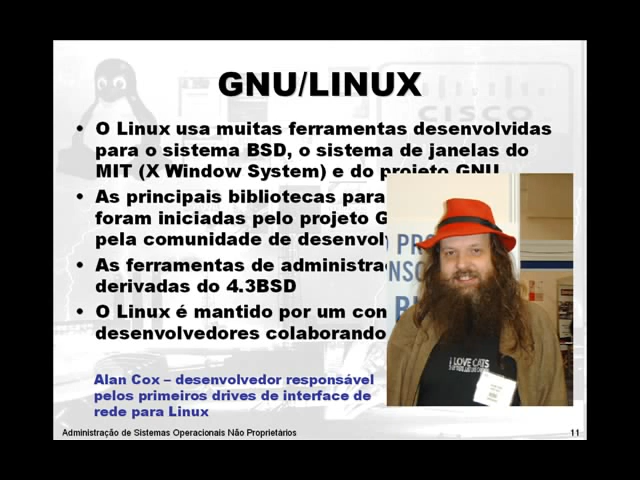 GNU/LINUX
CISCO
• O Linux usa muitas ferramentas desenvolvidas
para o sistema BSD, o sistema de janelas do
MIT (X Window System) e do projeto GNU
• As principais bibliotecas para
foram iniciadas pelo projeto G
pela comunidade de desenvol
• As ferramentas de administra
derivadas do 4.3BSD
• O Linux é mantido por um con
desenvolvedores colaborando
I LOVE CATS
Alan Cox – desenvolvedor responsável
pelos primeiros drives de interface de
rede para Linux
Administração de Sistemas Operacionais Não Proprietários
11